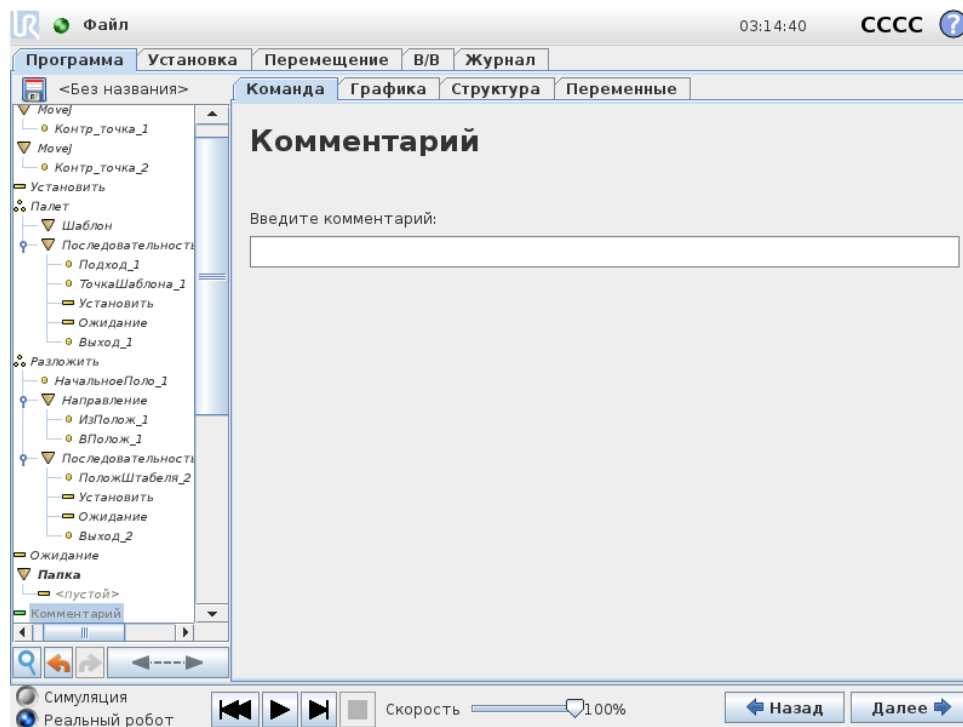 UR Файл 03:14:40 CCCC ?
Программа Установка Перемещение В/В Журнал
<Без названия> Команда Графика Структура Переменные
MoveJ
Контр_точка_1
MoveJ
Контр_точка_2
Установить
Палет
Шаблон
Последовательность
Подход_1
ТочкаШаблона_1
Установить
Ожидание
Выход_1
Разложить
НачальноеПоло_1
Направление
ИзПолож_1
ВПолож_1
Последовательность
ПоложШтабеля_2
Установить
Ожидание
Выход_2
Ожидание
Папка
<пустой>
Комментарий
Комментарий
Введите комментарий:
Симуляция
Реальный робот
Скорость 100%
Назад Далее